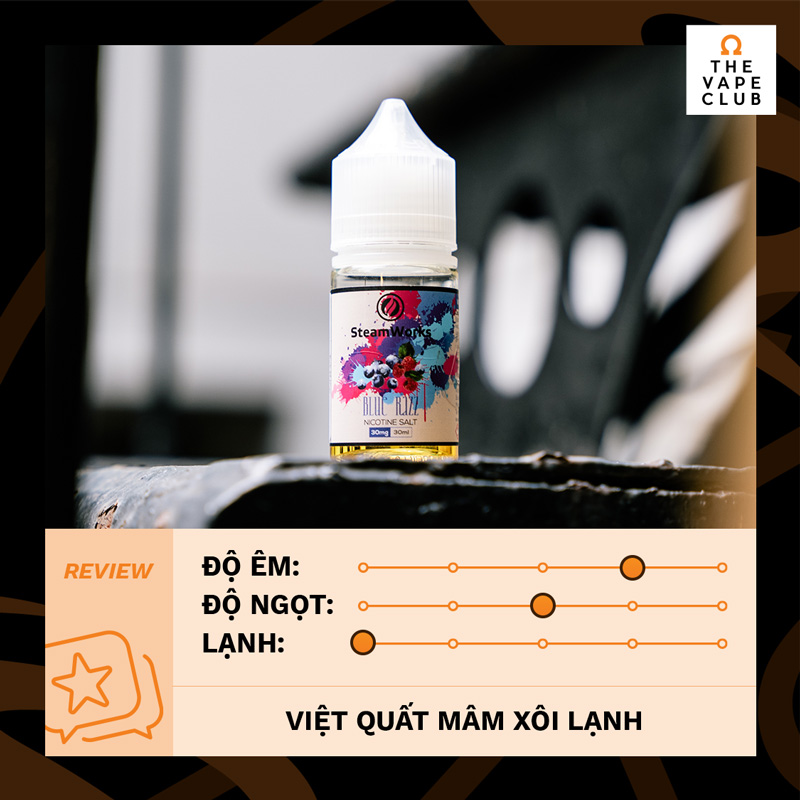 Ω
THE
VAPE
CLUB
SteamWorks
BLUE RAZZ
NICOTINE SALT
30mg 30ml
REVIEW
ĐỘ ÊM:
ĐỘ NGỌT:
LẠNH:
VIỆT QUẤT MÂM XÔI LẠNH